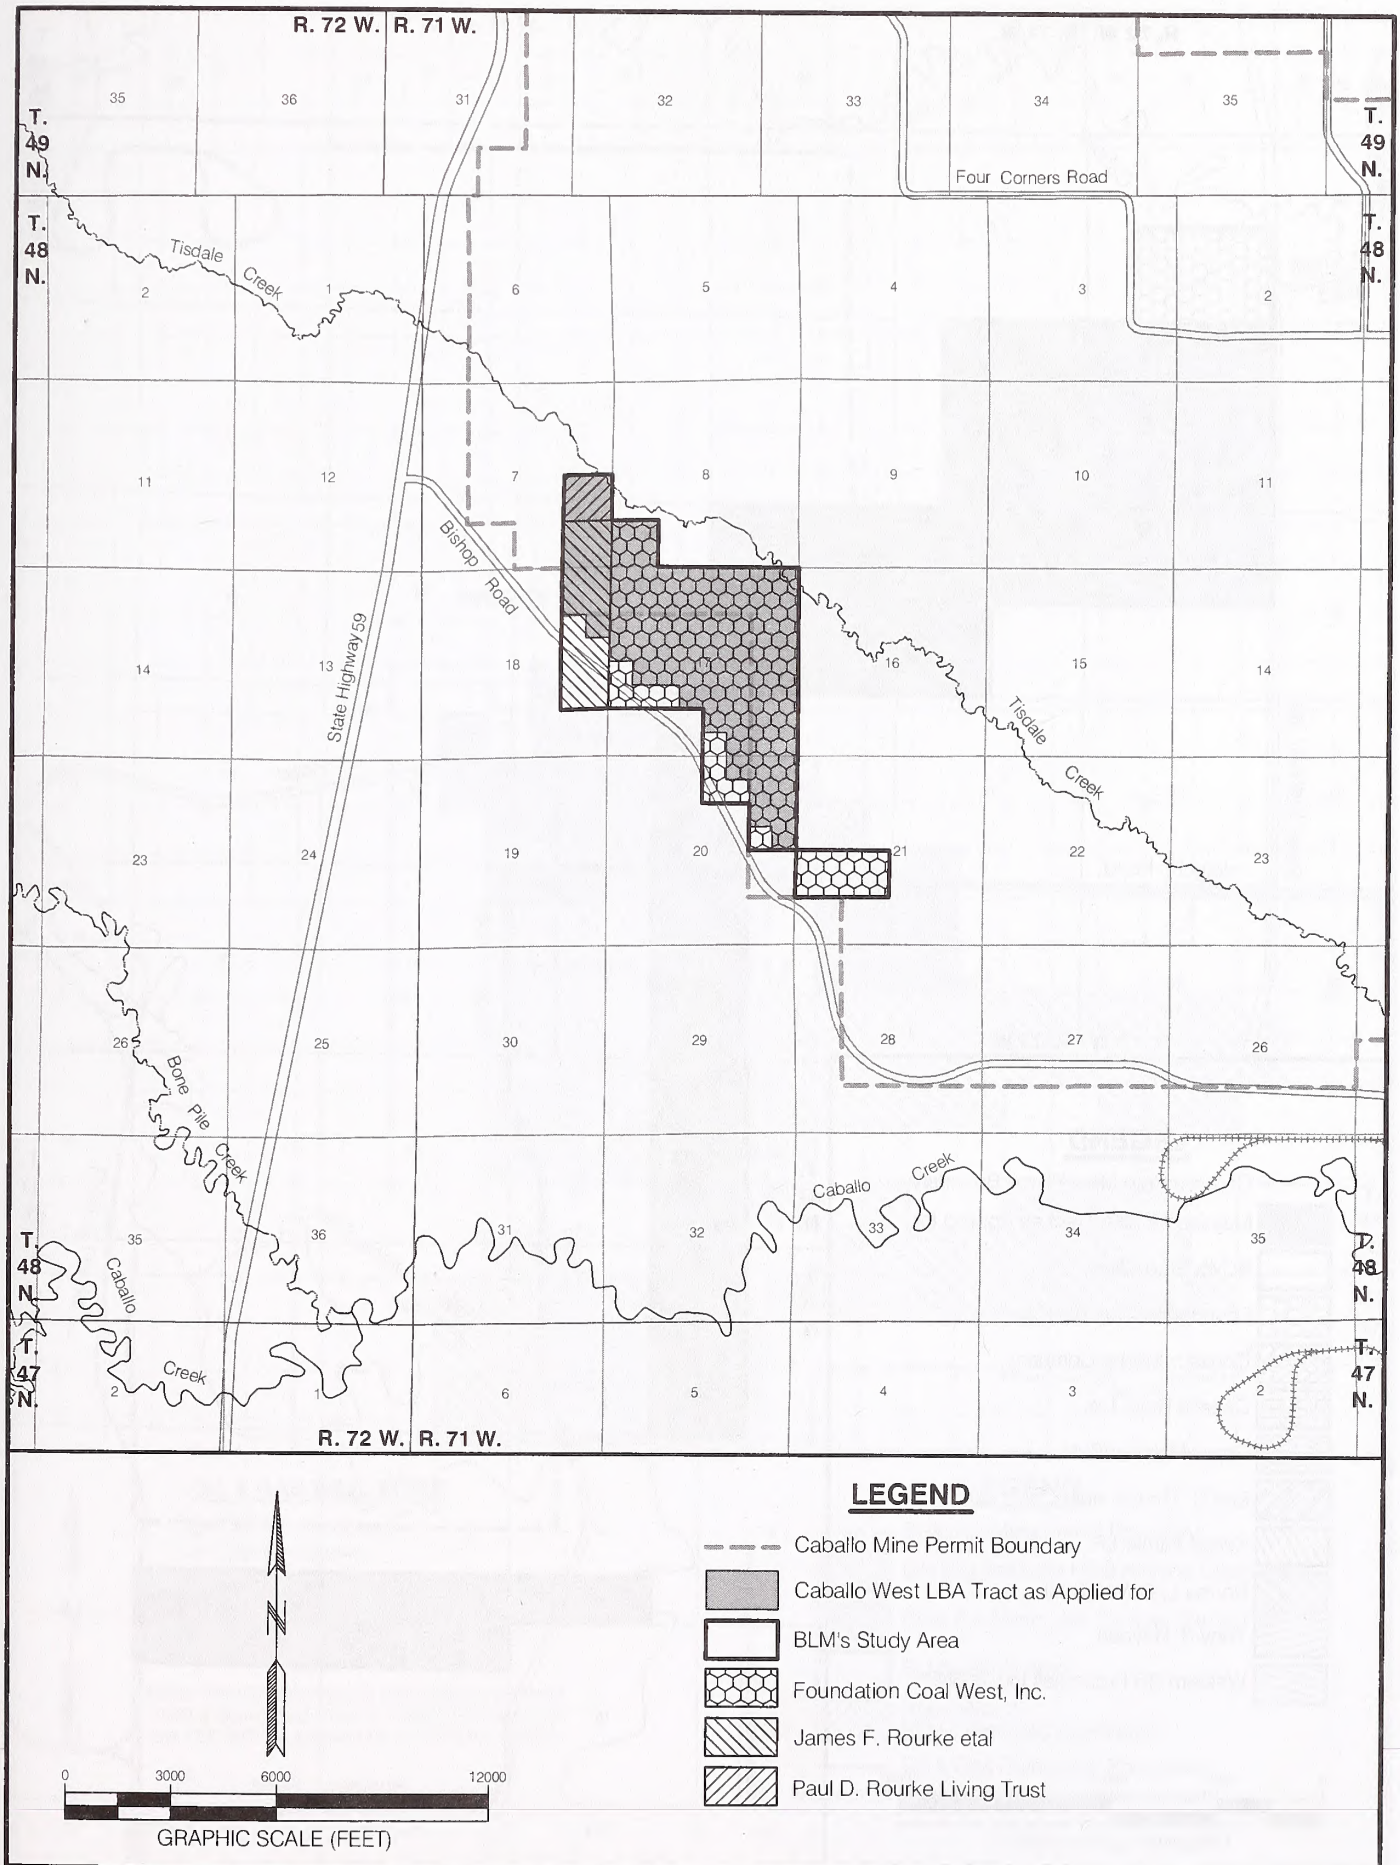 R. 72 W. R. 71 W.
35 36 31 32 33 34 35
T. 49 N.
T. 49 N.
Four Corners Road
T. 48 N.
T. 48 N.
Tisdale Creek
2 1 6 5 4 3 2
11 12 7 8 9 10 11
Bishop Road
State Highway 59
14 13 18 17 16 15 14
Tisdale Creek
23 24 19 20 21 22 23
26 25 30 29 28 27 26
Bone Pile Creek
Caballo Creek
35 36 31 32 33 34 35
T. 48 N.
T. 48 N.
Caballo Creek
T. 47 N.
T. 47 N.
2 1 6 5 4 3 2
R. 72 W. R. 71 W.
LEGEND
Caballo Mine Permit Boundary
Caballo West LBA Tract as Applied for
BLM's Study Area
Foundation Coal West, Inc.
James F. Rourke etal
Paul D. Rourke Living Trust
N
0 3000 6000 12000
GRAPHIC SCALE (FEET)